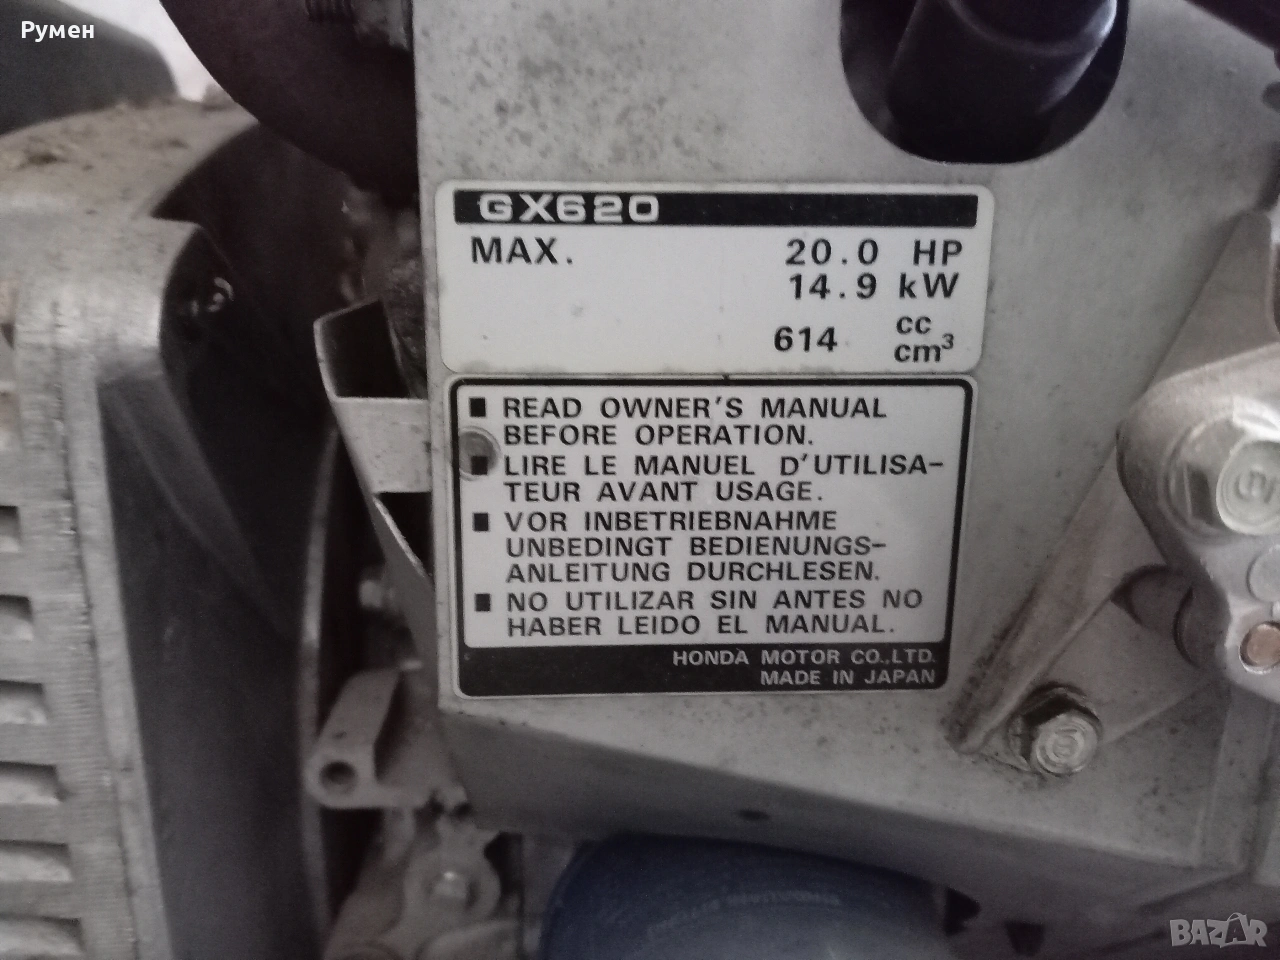 Румен
GX620
MAX. 20.0 HP
14.9 kW
614 cc
cm³
■ READ OWNER'S MANUAL
BEFORE OPERATION.
■ LIRE LE MANUEL D'UTILISA-
TEUR AVANT USAGE.
■ VOR INBETRIEBNAHME
UNBEDINGT BEDIENUNGS-
ANLEITUNG DURCHLESEN.
■ NO UTILIZAR SIN ANTES NO
HABER LEIDO EL MANUAL.
HONDA MOTOR CO.,LTD.
MADE IN JAPAN
BAZAR